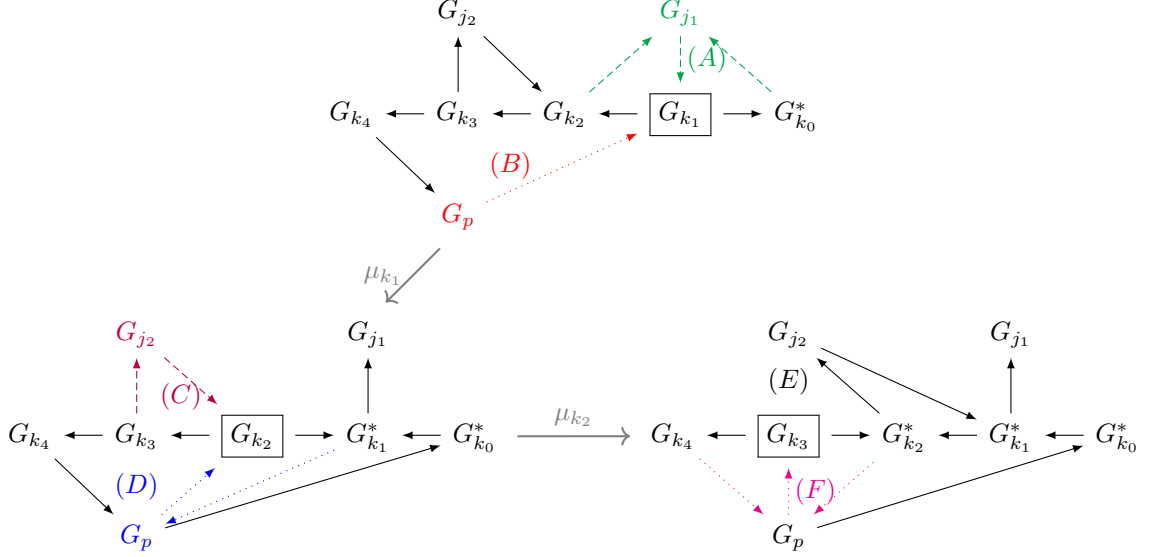 G_{j_2} G_{j_1}
(A)
G_{k_4} G_{k_3} G_{k_2} G_{k_1} G^*_{k_0}
(B)
G_p
μ_{k_1}
G_{j_2} G_{j_1} G_{j_2} G_{j_1}
(C) (E)
G_{k_4} G_{k_3} G_{k_2} G^*_{k_1} G^*_{k_0} μ_{k_2} G_{k_4} G_{k_3} G^*_{k_2} G^*_{k_1} G^*_{k_0}
(D) (F)
G_p G_p